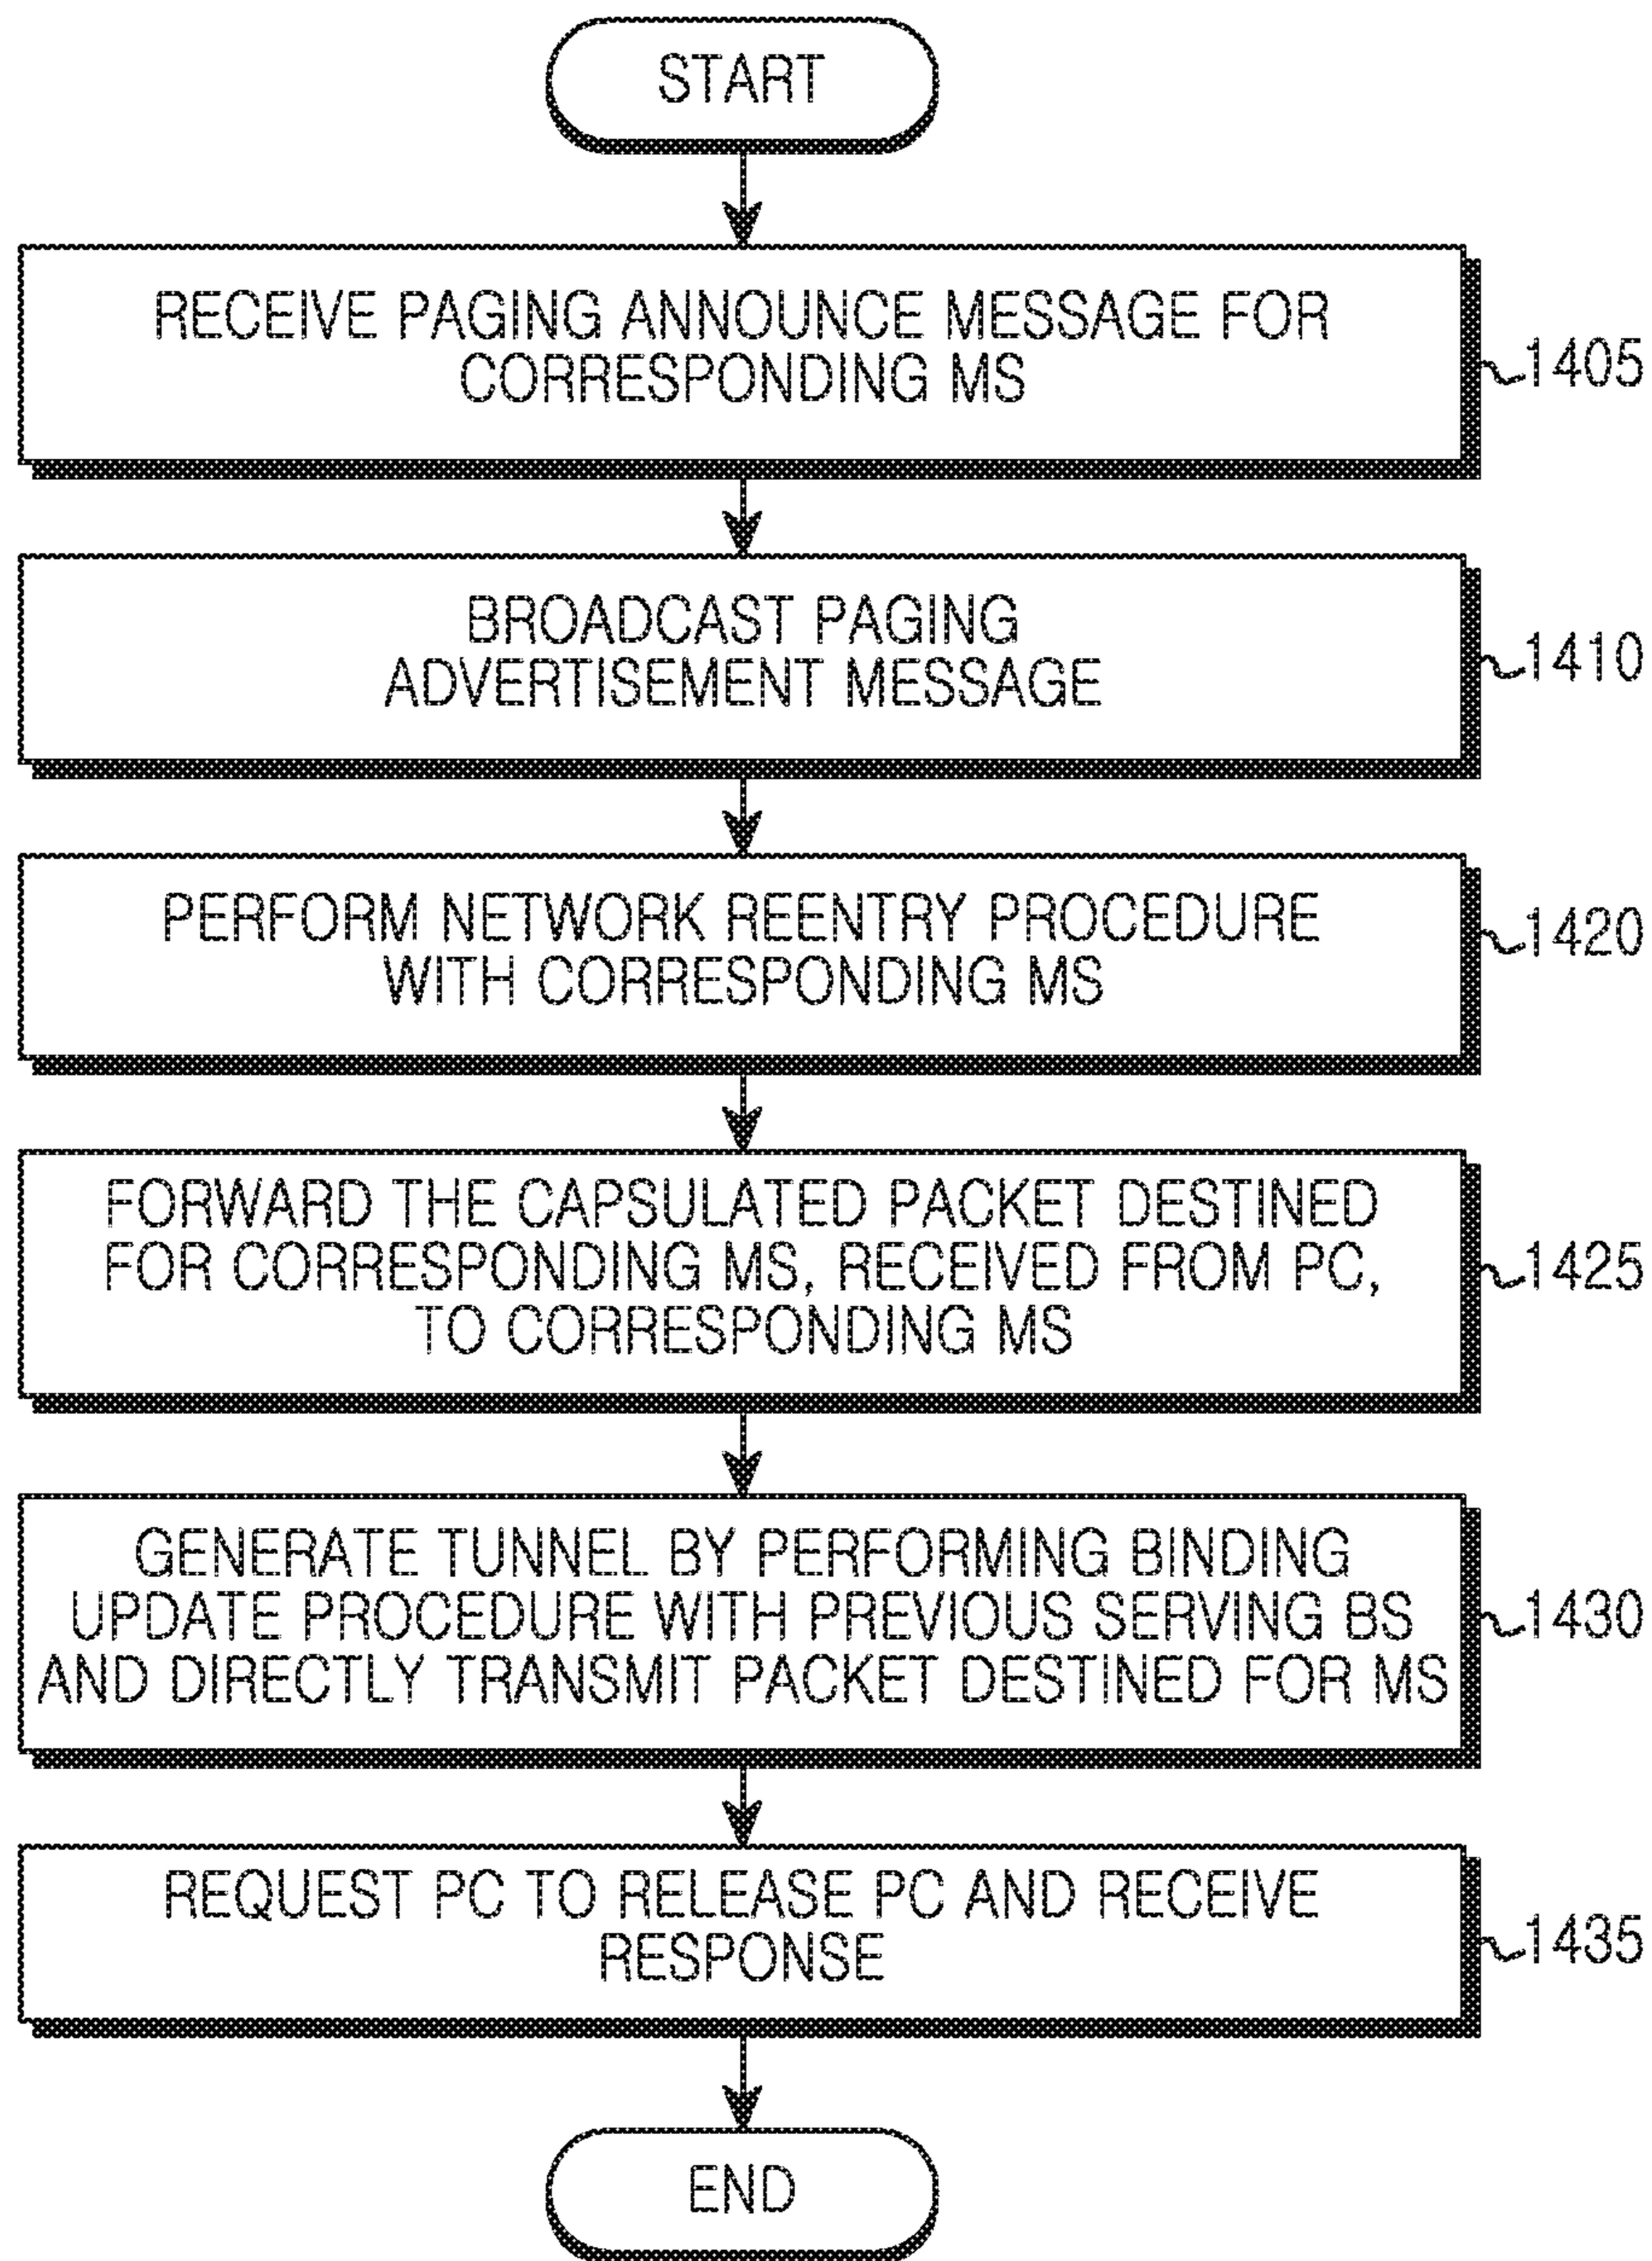 START
RECEIVE PAGING ANNOUNCE MESSAGE FOR
CORRESPONDING MS
1405
BROADCAST PAGING
ADVERTISEMENT MESSAGE
1410
PERFORM NETWORK REENTRY PROCEDURE
WITH CORRESPONDING MS
1420
FORWARD THE CAPSULATED PACKET DESTINED
FOR CORRESPONDING MS, RECEIVED FROM PC,
TO CORRESPONDING MS
1425
GENERATE TUNNEL BY PERFORMING BINDING
UPDATE PROCEDURE WITH PREVIOUS SERVING BS
AND DIRECTLY TRANSMIT PACKET DESTINED FOR MS
1430
REQUEST PC TO RELEASE PC AND RECEIVE
RESPONSE
1435
END